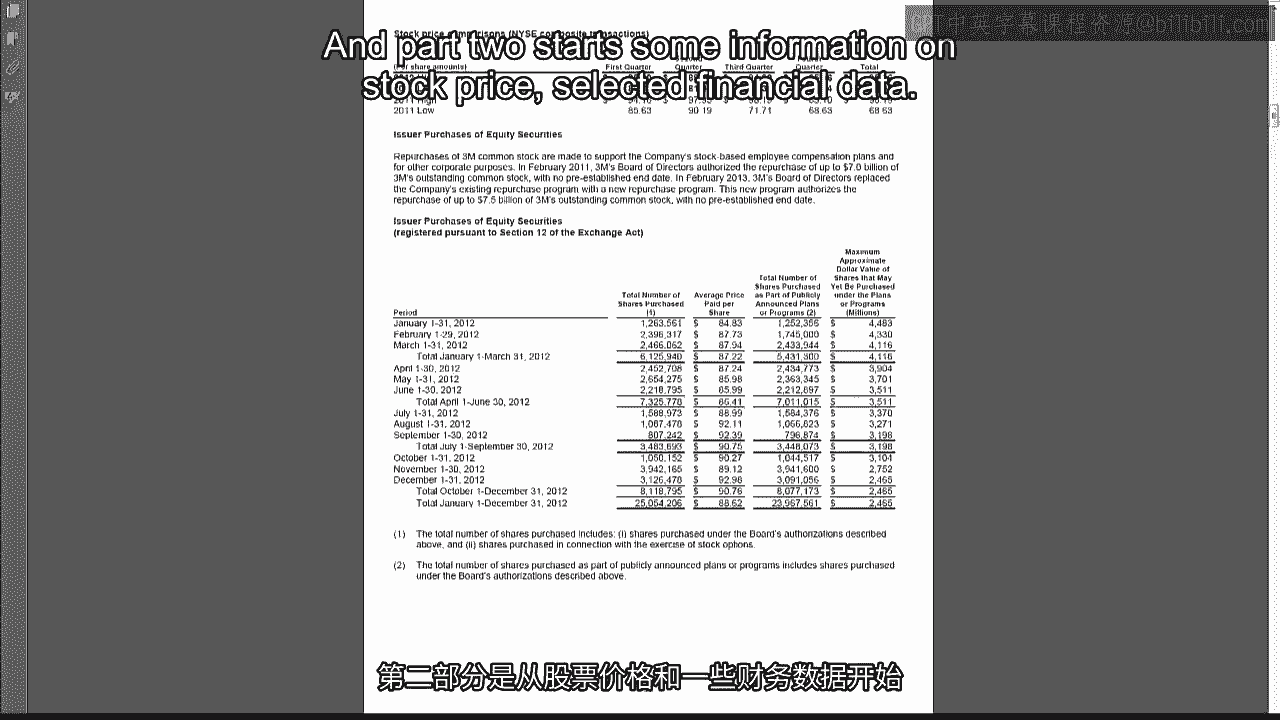 Stock price comparisons (NYSE composite transactions)
And part two starts some information on
stock price, selected financial data.
(Per share amounts) First Quarter Quarter Third Quarter Quarter Total
2011 High
2011 Low 85.63 90.19 71.71 68.63 68.63
Issuer Purchases of Equity Securities
Repurchases of 3M common stock are made to support the Company's stock-based employee compensation plans and
for other corporate purposes. In February 2011, 3M's Board of Directors authorized the repurchase of up to $7.0 billion of
3M's outstanding common stock, with no pre-established end date. In February 2013, 3M's Board of Directors replaced
the Company's existing repurchase program with a new repurchase program. This new program authorizes the
repurchase of up to $7.5 billion of 3M's outstanding common stock, with no pre-established end date.
Issuer Purchases of Equity Securities
(registered pursuant to Section 12 of the Exchange Act)
Period
Total Number of
Shares Purchased
(1)
Average Price
Paid per
Share
Total Number of
Shares Purchased
as Part of Publicly
Announced Plans
or Programs (2)
Maximum
Approximate
Dollar Value of
Shares that May
Yet Be Purchased
under the Plans
or Programs
(Millions)
January 1-31, 2012 1,263,561 $ 84.83 1,252,356 $ 4,483
February 1-29, 2012 2,396,317 $ 87.73 1,745,000 $ 4,330
March 1-31, 2012 2,466,062 $ 87.94 2,433,944 $ 4,116
Total January 1-March 31, 2012 6,125,940 $ 87.22 5,431,300 $ 4,116
April 1-30, 2012 2,452,708 $ 87.24 2,434,773 $ 3,904
May 1-31, 2012 2,654,275 $ 85.98 2,363,345 $ 3,701
June 1-30, 2012 2,218,795 $ 85.99 2,212,897 $ 3,511
Total April 1-June 30, 2012 7,325,778 $ 86.41 7,011,015 $ 3,511
July 1-31, 2012 1,588,973 $ 88.99 1,584,376 $ 3,370
August 1-31, 2012 1,087,478 $ 92.11 1,066,823 $ 3,271
September 1-30, 2012 807,242 $ 92.39 796,874 $ 3,198
Total July 1-September 30, 2012 3,483,693 $ 90.75 3,448,073 $ 3,198
October 1-31, 2012 1,050,152 $ 90.27 1,044,517 $ 3,104
November 1-30, 2012 3,942,165 $ 89.12 3,941,600 $ 2,752
December 1-31, 2012 3,126,478 $ 92.98 3,091,056 $ 2,465
Total October 1-December 31, 2012 8,118,795 $ 90.76 8,077,173 $ 2,465
Total January 1-December 31, 2012 25,054,206 $ 88.62 23,967,561 $ 2,465
(1) The total number of shares purchased includes: (i) shares purchased under the Board's authorizations described
above, and (ii) shares purchased in connection with the exercise of stock options.
(2) The total number of shares purchased as part of publicly announced plans or programs includes shares purchased
under the Board's authorizations described above.
第二部分是从股票价格和一些财务数据开始